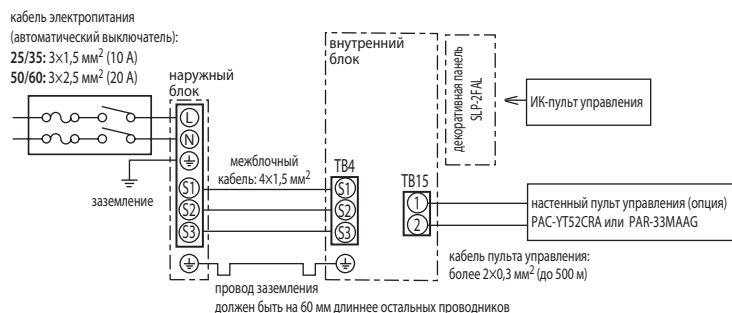 кабель электропитания
(автоматический выключатель):
25/35: 3×1,5 мм² (10 А)
50/60: 3×2,5 мм² (20 А)
наружный
блок
L
N
S1
S2
S3
заземление
межблочный
кабель: 4×1,5 мм²
внутренний
блок
TB4
S1
S2
S3
TB15
1
2
декоративная панель
SLP-2FAL
ИК-пульт управления
настенный пульт управления (опция)
PAC-YT52CRA или PAR-33MAAG
кабель пульта управления:
более 2×0,3 мм² (до 500 м)
провод заземления
должен быть на 60 мм длиннее остальных проводников